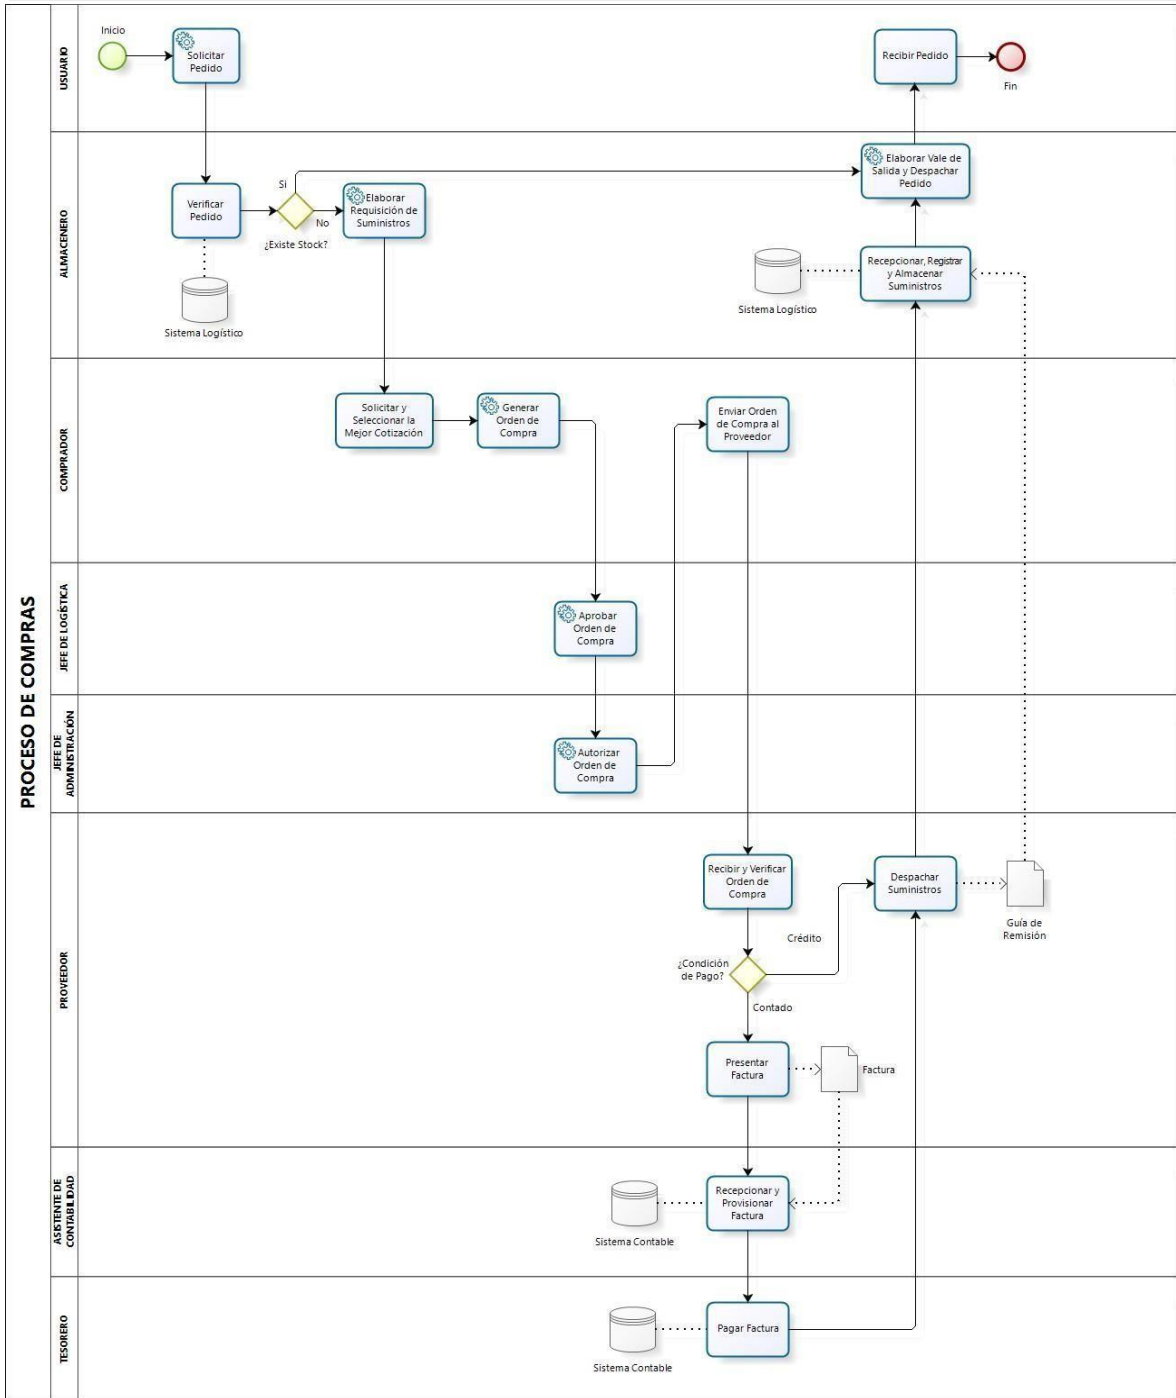 PROCESO DE COMPRAS
USUARIO
Inicio
Solicitar
Pedido
Recibir Pedido
Fin
ALMACENERO
Verificar
Pedido
Si
No
¿Existe Stock?
Elaborar
Requisición de
Suministros
Sistema Logístico
Elaborar Vale de
Salida y Despachar
Pedido
Recepcionar, Registrar
y Almacenar
Suministros
Sistema Logístico
COMPRADOR
Solicitar y
Seleccionar la
Mejor Cotización
Generar
Orden de
Compra
Enviar Orden
de Compra al
Proveedor
JEFE DE LOGÍSTICA
Aprobar
Orden de
Compra
JEFE DE
ADMINISTRACIÓN
Autorizar
Orden de
Compra
PROVEEDOR
Recibir y Verificar
Orden de
Compra
Despachar
Suministros
Guía de
Remisión
Crédito
¿Condición
de Pago?
Contado
Presentar
Factura
Factura
ASISTENTE DE
CONTABILIDAD
Recepcionar y
Provisionar
Factura
Sistema Contable
TESORERO
Pagar Factura
Sistema Contable